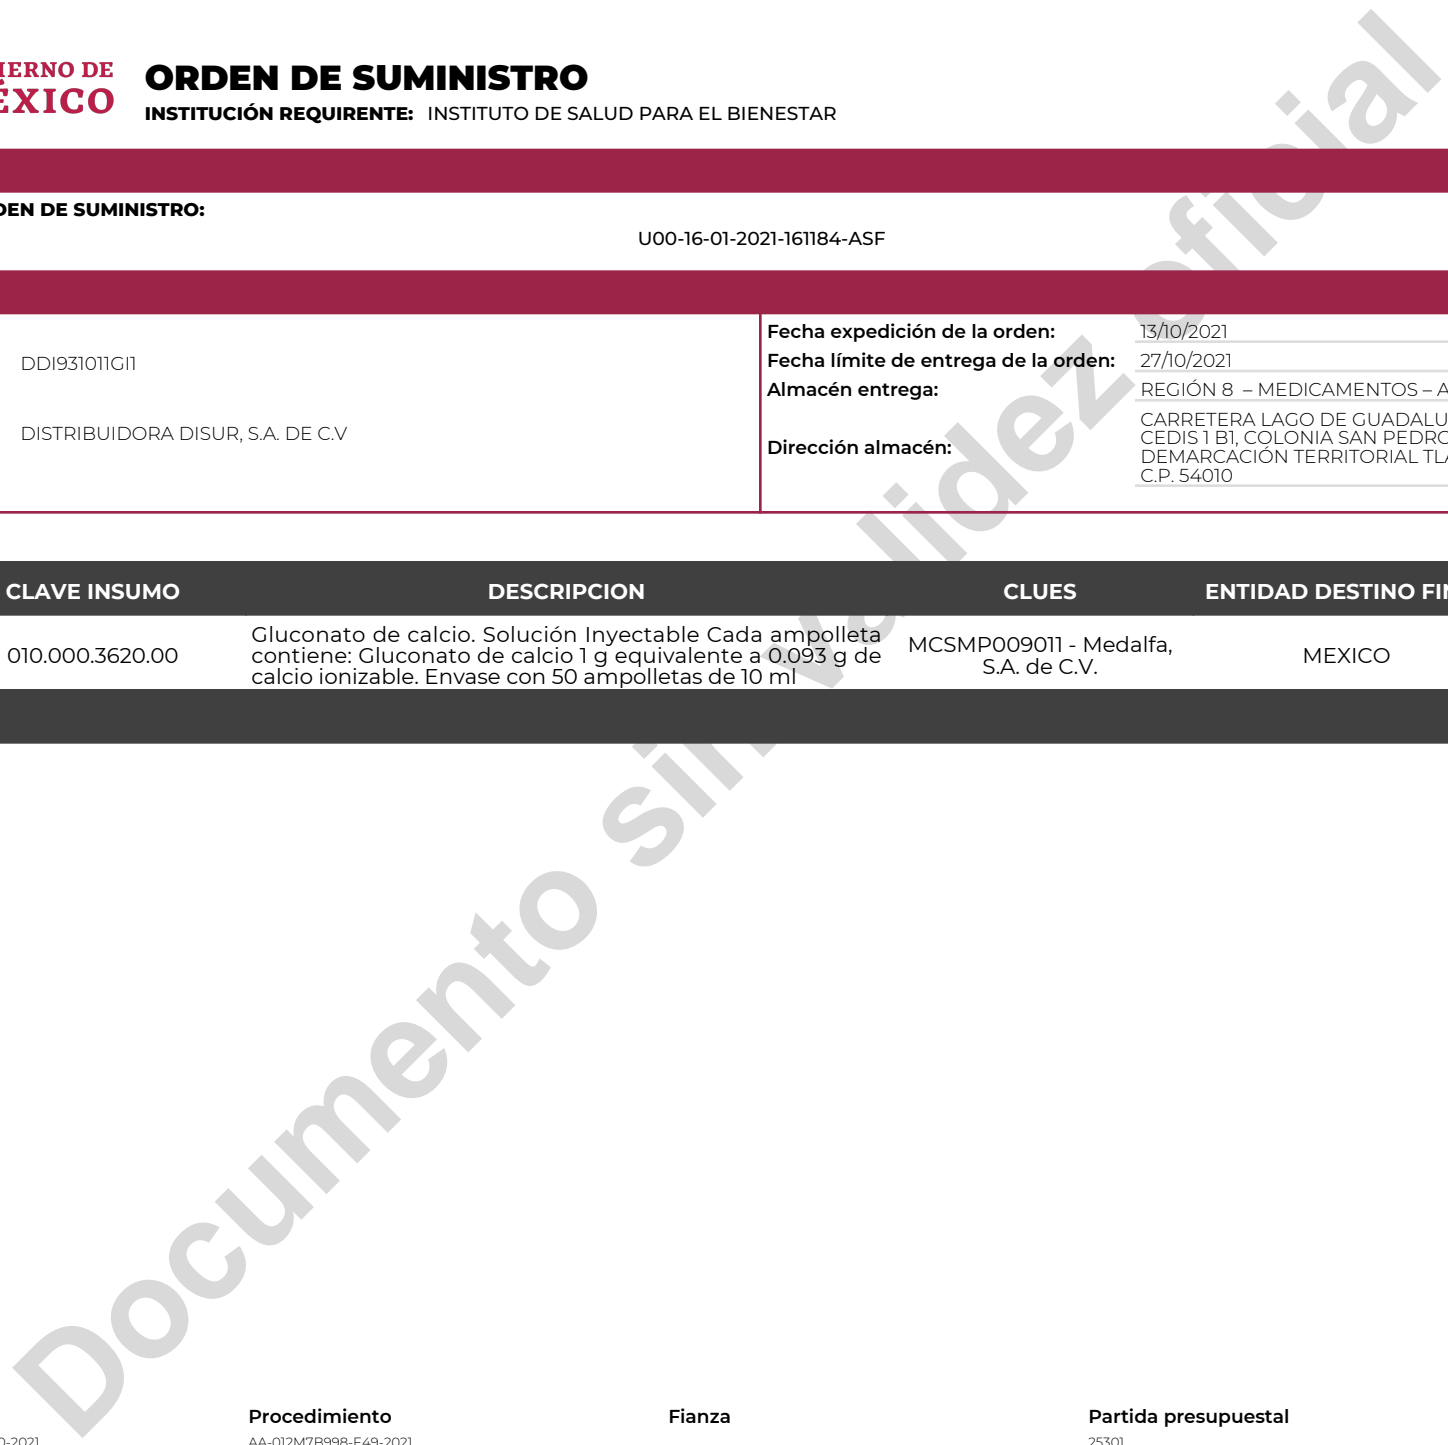 ORDEN DE SUMINISTRO
INSTITUCIÓN REQUIRENTE: INSTITUTO DE SALUD PARA EL BIENESTAR
DE
XICO
DE SUMINISTRO:
U00-16-01-2021-161184-ASF
DDI931011GI1
DISTRIBUIDORA DISUR, S.A. DE C.V
Fecha expedición de la orden: 13/10/2021
Fecha límite de entrega de la orden: 27/10/2021
Almacén entrega: REGIÓN 8 – MEDICAMENTOS – A
Dirección almacén:
CARRETERA LAGO DE GUADALU
CEDIS 1 B1, COLONIA SAN PEDRO
DEMARCACIÓN TERRITORIAL TLA
C.P. 54010
CLAVE INSUMO DESCRIPCION CLUES ENTIDAD DESTINO FIN
010.000.3620.00
Gluconato de calcio. Solución Inyectable Cada ampolleta
contiene: Gluconato de calcio 1 g equivalente a 0.093 g de
calcio ionizable. Envase con 50 ampolletas de 10 ml
MCSMP009011 - Medalfa,
S.A. de C.V.
MEXICO
Documento sin validez oficial
Procedimiento Fianza Partida presupuestal